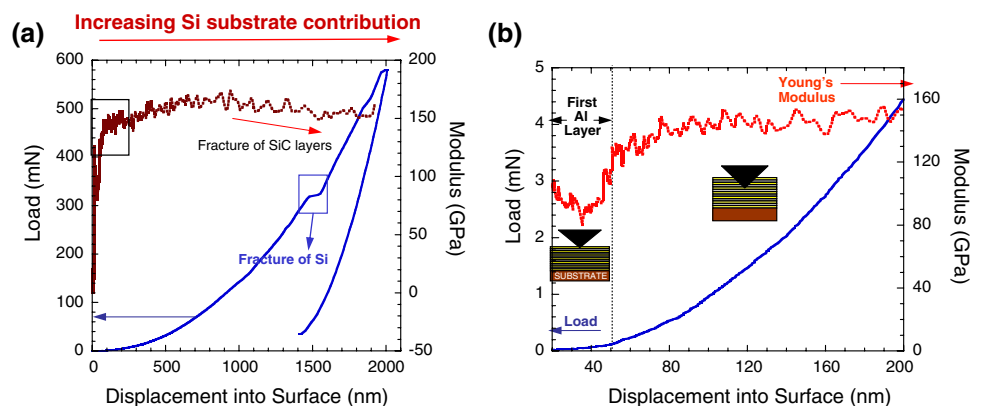 Increasing Si substrate contribution
(a)
600
500
400
300
200
100
0
Load (mN)
200
150
100
50
0
-50
Modulus (GPa)
Fracture of SiC layers
Fracture of Si
0
500
1000
1500
2000
Displacement into Surface (nm)
(b)
5
4
3
2
1
0
Load (mN)
First
Al
Layer
Young's
Modulus
SUBSTRATE
Load
160
120
80
40
0
Modulus (GPa)
40
80
120
160
200
Displacement into Surface (nm)